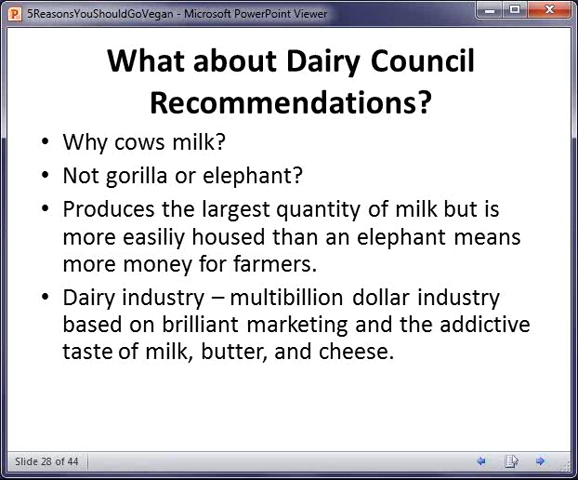 5ReasonsYouShouldGoVegan - Microsoft PowerPoint Viewer
What about Dairy Council
Recommendations?
• Why cows milk?
• Not gorilla or elephant?
• Produces the largest quantity of milk but is
more easiliy housed than an elephant means
more money for farmers.
• Dairy industry – multibillion dollar industry
based on brilliant marketing and the addictive
taste of milk, butter, and cheese.
Slide 28 of 44